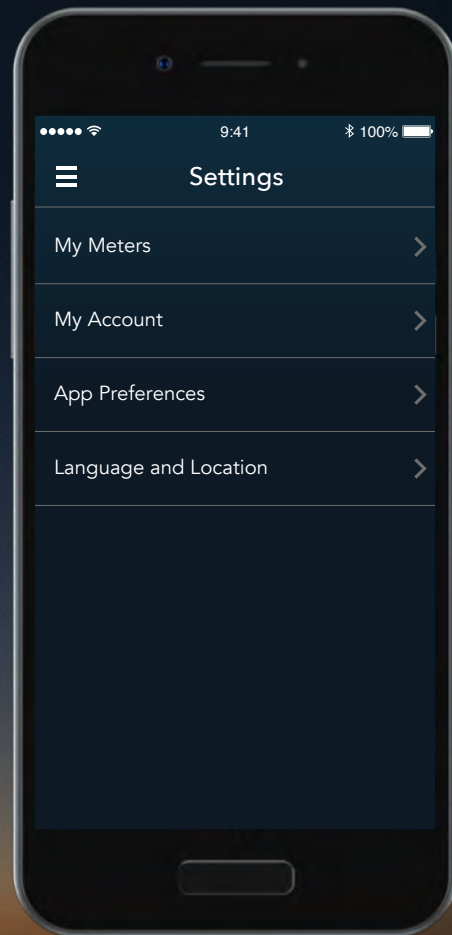 9:41
100%
Settings
My Meters
My Account
App Preferences
Language and Location